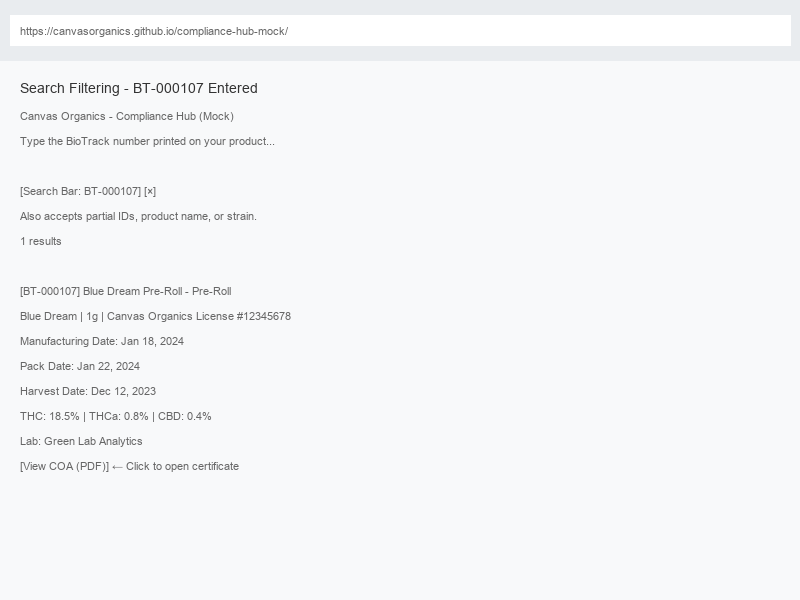 https://canvasorganics.github.io/compliance-hub-mock/
Search Filtering - BT-000107 Entered
Canvas Organics - Compliance Hub (Mock)
Type the BioTrack number printed on your product...
[Search Bar: BT-000107] [×]
Also accepts partial IDs, product name, or strain.
1 results
[BT-000107] Blue Dream Pre-Roll - Pre-Roll
Blue Dream | 1g | Canvas Organics License #12345678
Manufacturing Date: Jan 18, 2024
Pack Date: Jan 22, 2024
Harvest Date: Dec 12, 2023
THC: 18.5% | THCa: 0.8% | CBD: 0.4%
Lab: Green Lab Analytics
[View COA (PDF)] ← Click to open certificate